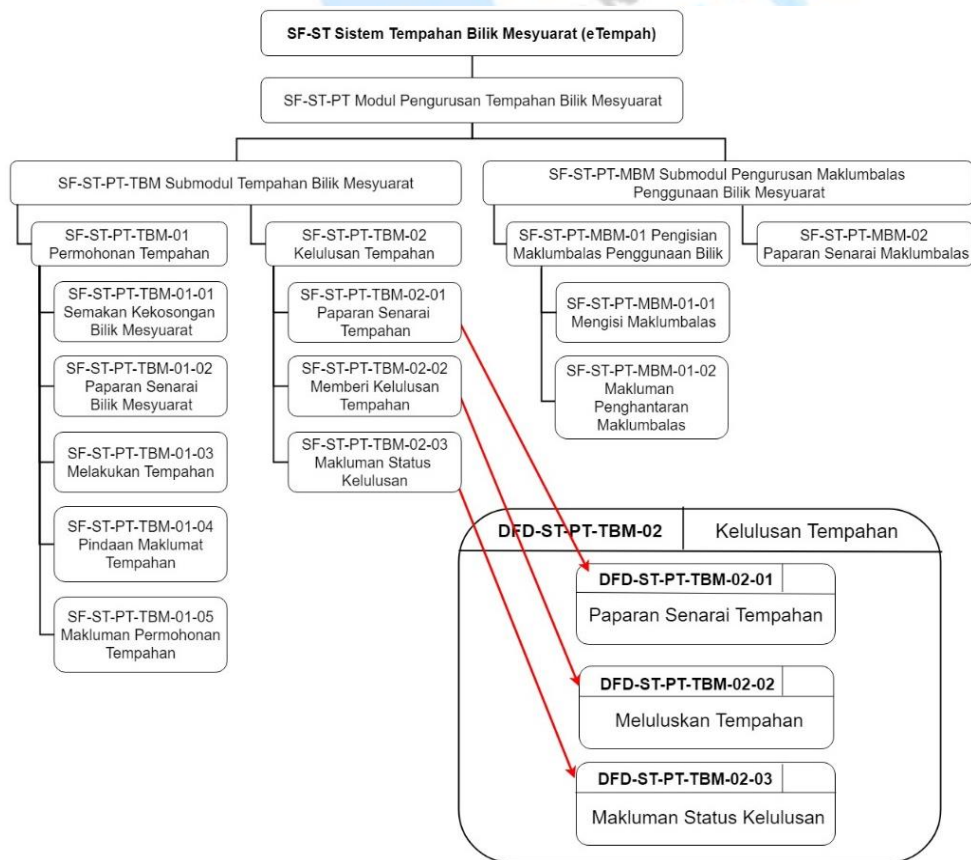 SF-ST Sistem Tempahan Bilik Mesyuarat (eTempah)
SF-ST-PT Modul Pengurusan Tempahan Bilik Mesyuarat
SF-ST-PT-TBM Submodul Tempahan Bilik Mesyuarat
SF-ST-PT-MBM Submodul Pengurusan Maklumbalas
Penggunaan Bilik Mesyuarat
SF-ST-PT-TBM-01
Permohonan Tempahan
SF-ST-PT-TBM-01-01
Semakan Kekosongan
Bilik Mesyuarat
SF-ST-PT-TBM-01-02
Paparan Senarai
Bilik Mesyuarat
SF-ST-PT-TBM-01-03
Melakukan Tempahan
SF-ST-PT-TBM-01-04
Pindaan Maklumat
Tempahan
SF-ST-PT-TBM-01-05
Makluman Permohonan
Tempahan
SF-ST-PT-TBM-02
Kelulusan Tempahan
SF-ST-PT-TBM-02-01
Paparan Senarai
Tempahan
SF-ST-PT-TBM-02-02
Memberi Kelulusan
Tempahan
SF-ST-PT-TBM-02-03
Makluman Status
Kelulusan
SF-ST-PT-MBM-01 Pengisian
Maklumbalas Penggunaan Bilik
SF-ST-PT-MBM-01-01
Mengisi Maklumbalas
SF-ST-PT-MBM-01-02
Makluman
Penghantaran
Maklumbalas
SF-ST-PT-MBM-02
Paparan Senarai Maklumbalas
DFD-ST-PT-TBM-02
Kelulusan Tempahan
DFD-ST-PT-TBM-02-01
Paparan Senarai Tempahan
DFD-ST-PT-TBM-02-02
Meluluskan Tempahan
DFD-ST-PT-TBM-02-03
Makluman Status Kelulusan